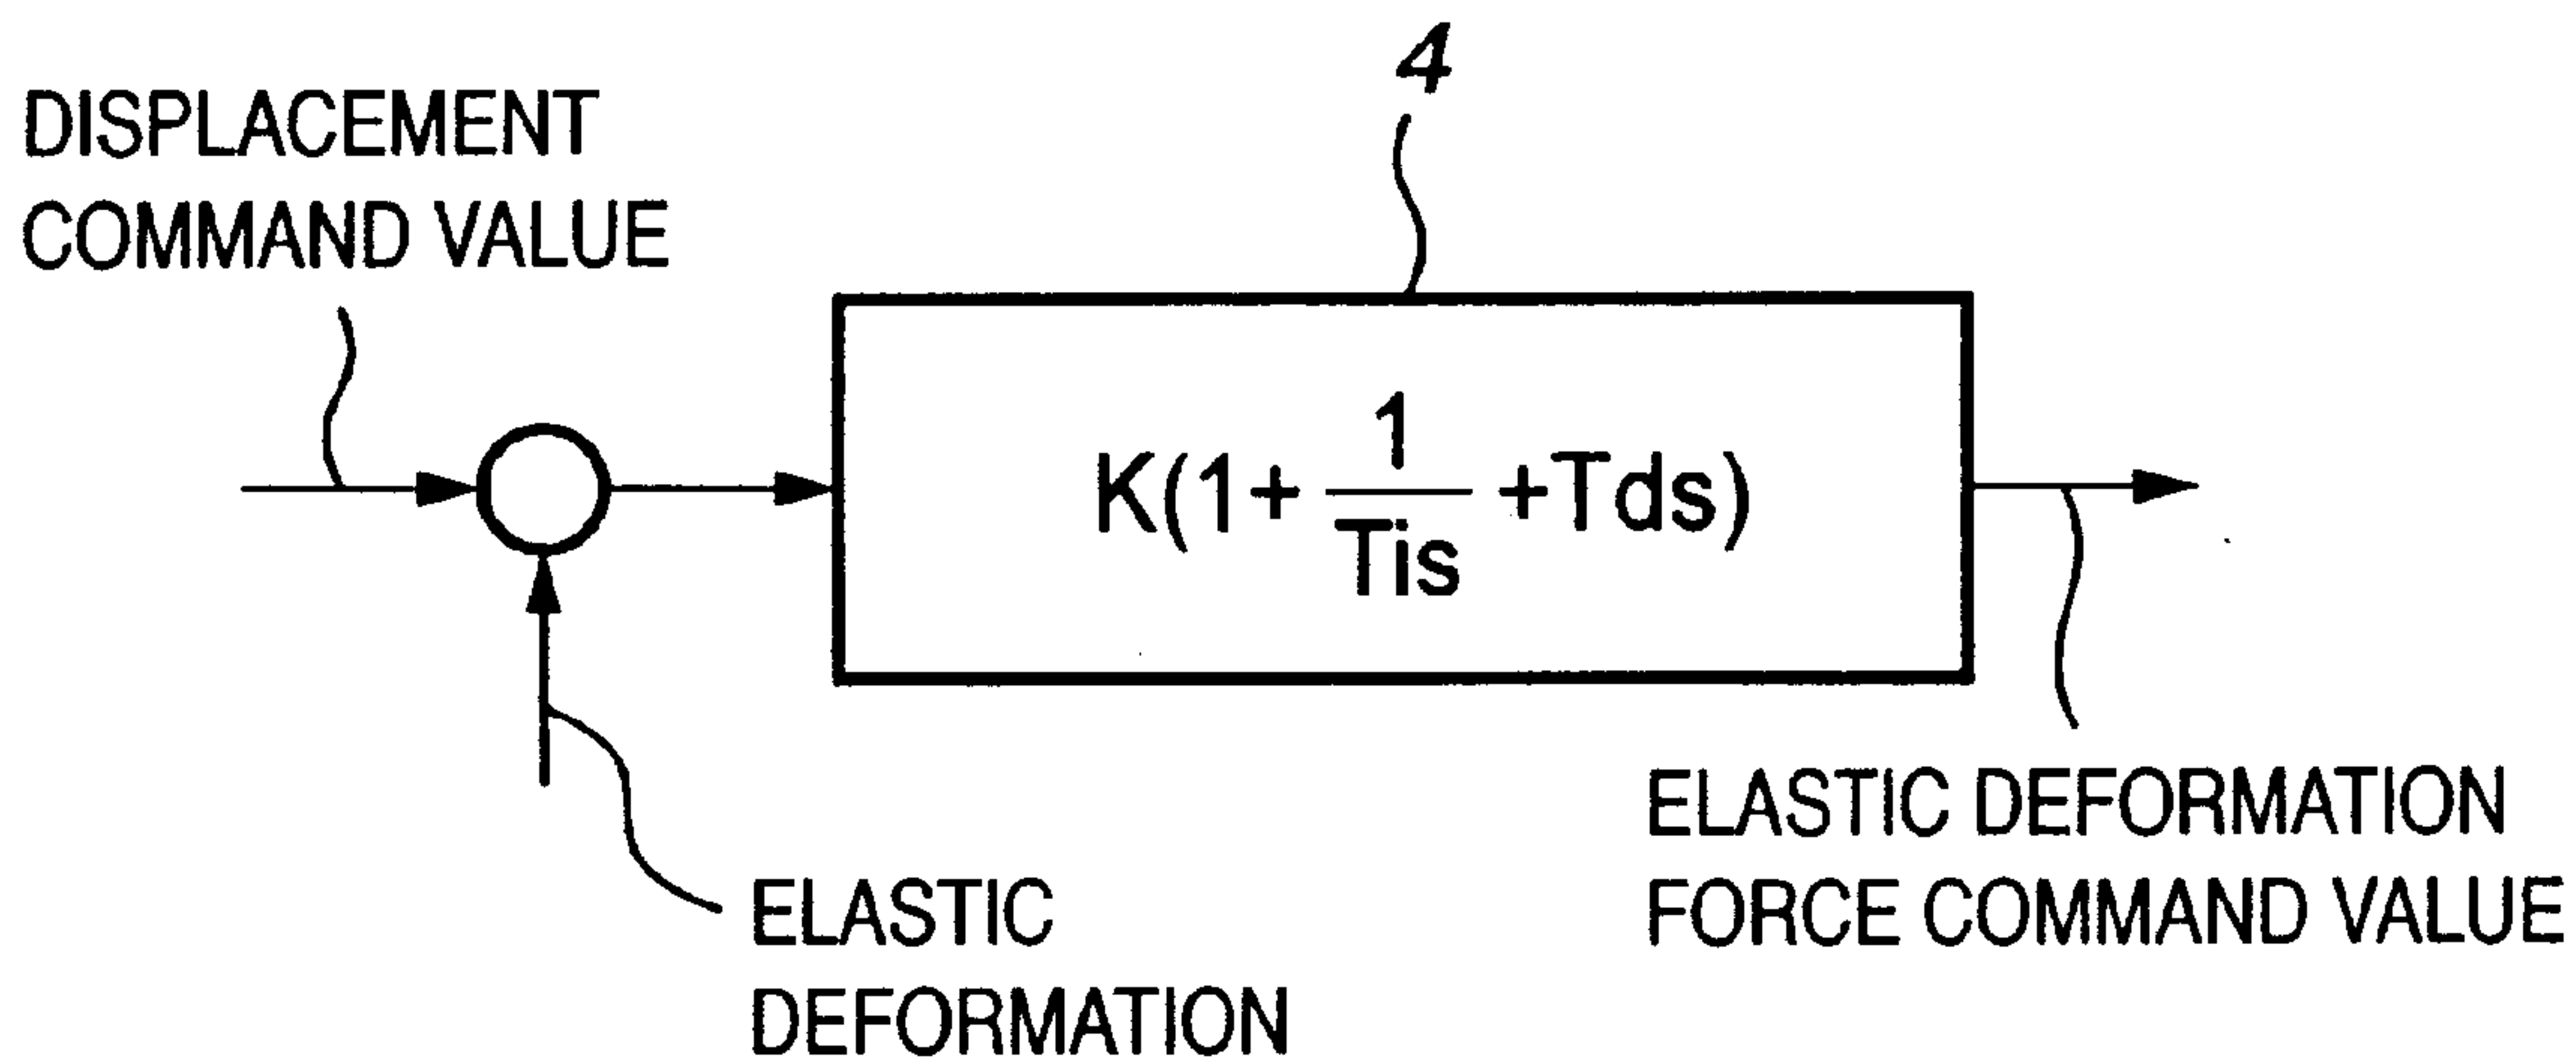 4
DISPLACEMENT
COMMAND VALUE
K(1+ 1/Tis +Tds)
ELASTIC
DEFORMATION
ELASTIC DEFORMATION
FORCE COMMAND VALUE